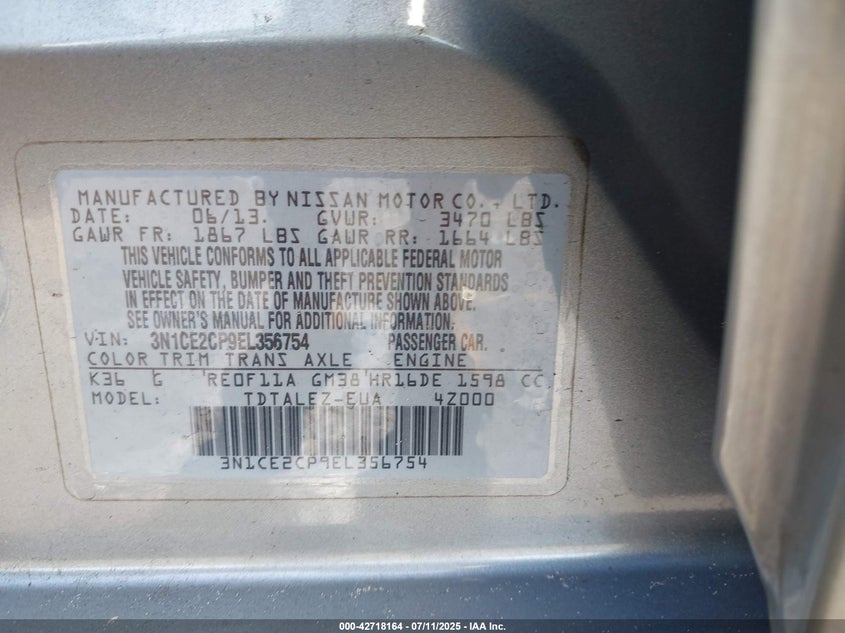 MANUFACTURED BY NISSAN MOTOR CO., LTD.
DATE: 06/13. GVWR: 3470 LBS
GAWR FR: 1867 LBS GAWR RR: 1664 LBS
THIS VEHICLE CONFORMS TO ALL APPLICABLE FEDERAL MOTOR
VEHICLE SAFETY, BUMPER AND THEFT PREVENTION STANDARDS
IN EFFECT ON THE DATE OF MANUFACTURE SHOWN ABOVE.
SEE OWNER'S MANUAL FOR ADDITIONAL INFORMATION.
VIN: 3N1CE2CP9EL356754 PASSENGER CAR.
COLOR TRIM TRANS AXLE ENGINE
K36 G RE0F11A GM38 HR16DE 1598 CC
MODEL: TDTALEZ-EUA 4Z000
3N1CE2CP9EL356754
000-42718164 - 07/11/2025 - IAA Inc.